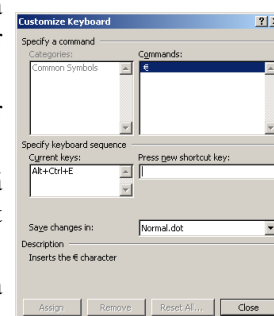 Customize Keyboard
Specify a command
Categories: Commands:
Common Symbols €
Specify keyboard sequence
Current keys: Press new shortcut key:
Alt+Ctrl+E
Save changes in: Normal.dot
Description
Inserts the € character
Assign Remove Reset All... Close